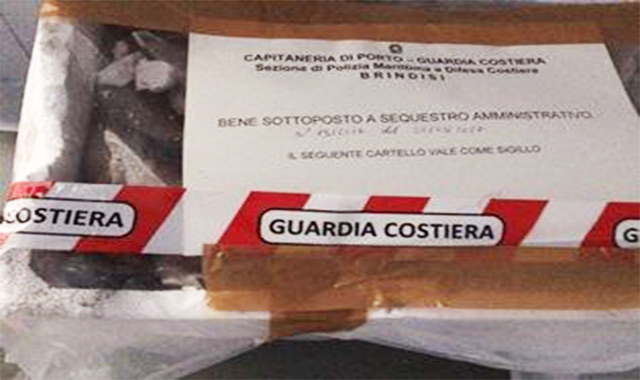 CAPITANERIA DI PORTO – GUARDIA COSTIERA
Sezione di Polizia Marittima e Difesa Costiera
BRINDISI
BENE SOTTOPOSTO A SEQUESTRO AMMINISTRATIVO
IL SEGUENTE CARTELLO VALE COME SIGILLO
COSTIERA
GUARDIA COSTIERA
G